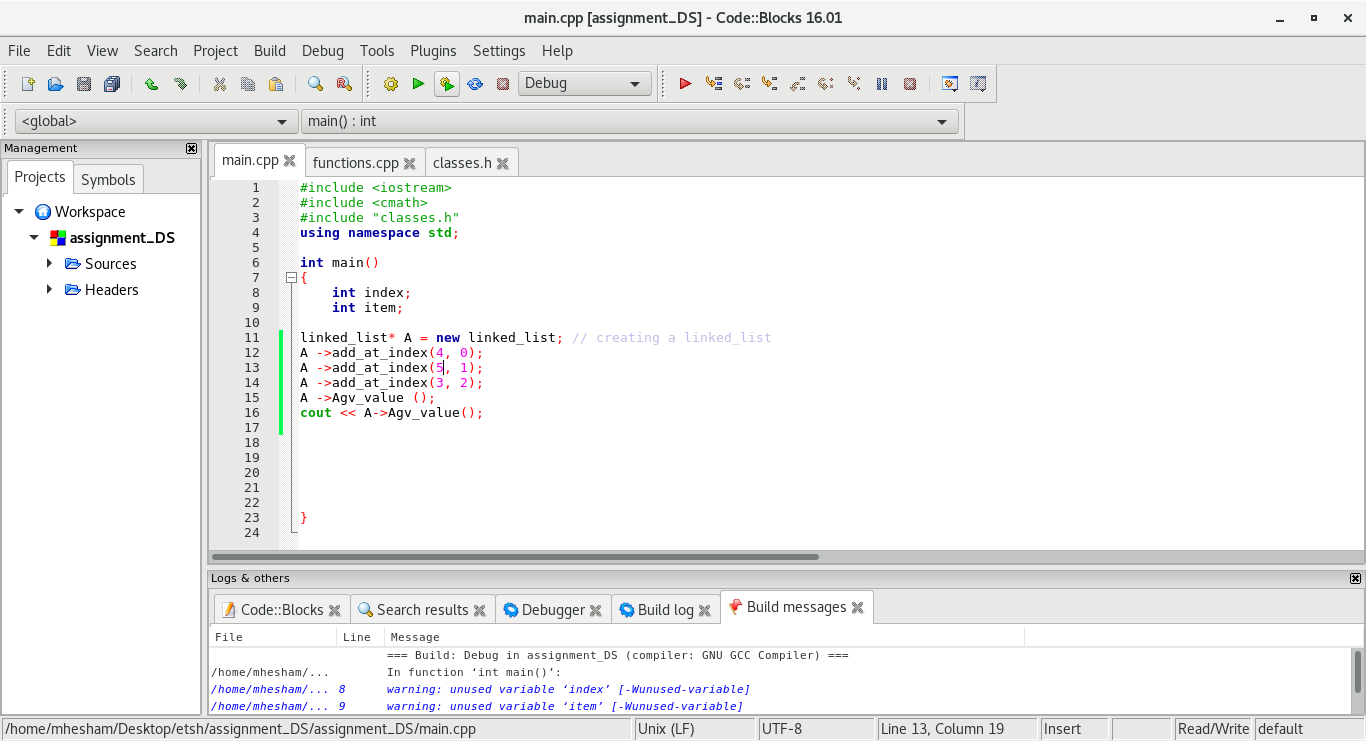 main.cpp [assignment_DS] - Code::Blocks 16.01
File Edit View Search Project Build Debug Tools Plugins Settings Help
Debug
<global> main() : int
Management
Projects Symbols
Workspace
assignment_DS
Sources
Headers
main.cpp functions.cpp classes.h
1 #include <iostream>
2 #include <cmath>
3 #include "classes.h"
4 using namespace std;
5
6 int main()
7 {
8 int index;
9 int item;
10
11 linked_list* A = new linked_list; // creating a linked_list
12 A ->add_at_index(4, 0);
13 A ->add_at_index(5, 1);
14 A ->add_at_index(3, 2);
15 A ->Agv_value ();
16 cout << A->Agv_value();
17
18
19
20
21
22
23 }
24
Logs & others
Code::Blocks Search results Debugger Build log Build messages
File Line Message
=== Build: Debug in assignment_DS (compiler: GNU GCC Compiler) ===
/home/mhesham/... In function ‘int main()’:
/home/mhesham/... 8 warning: unused variable ‘index’ [-Wunused-variable]
/home/mhesham/... 9 warning: unused variable ‘item’ [-Wunused-variable]
/home/mhesham/Desktop/etsh/assignment_DS/assignment_DS/main.cpp Unix (LF) UTF-8 Line 13, Column 19 Insert Read/Write default